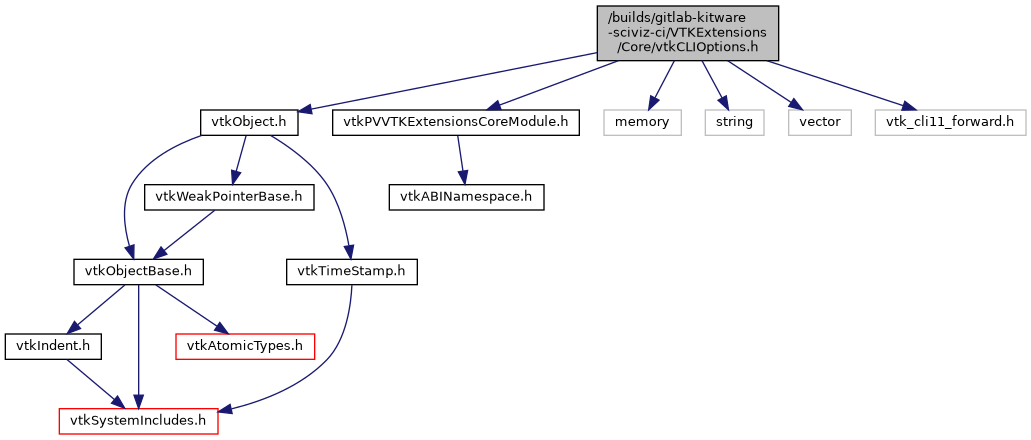 /builds/gitlab-kitware
-sciviz-ci/VTKExtensions
/Core/vtkCLIOptions.h
vtkObject.h
vtkPVVTKExtensionsCoreModule.h
memory
string
vector
vtk_cli11_forward.h
vtkWeakPointerBase.h
vtkABINamespace.h
vtkObjectBase.h
vtkTimeStamp.h
vtkIndent.h
vtkAtomicTypes.h
vtkSystemIncludes.h